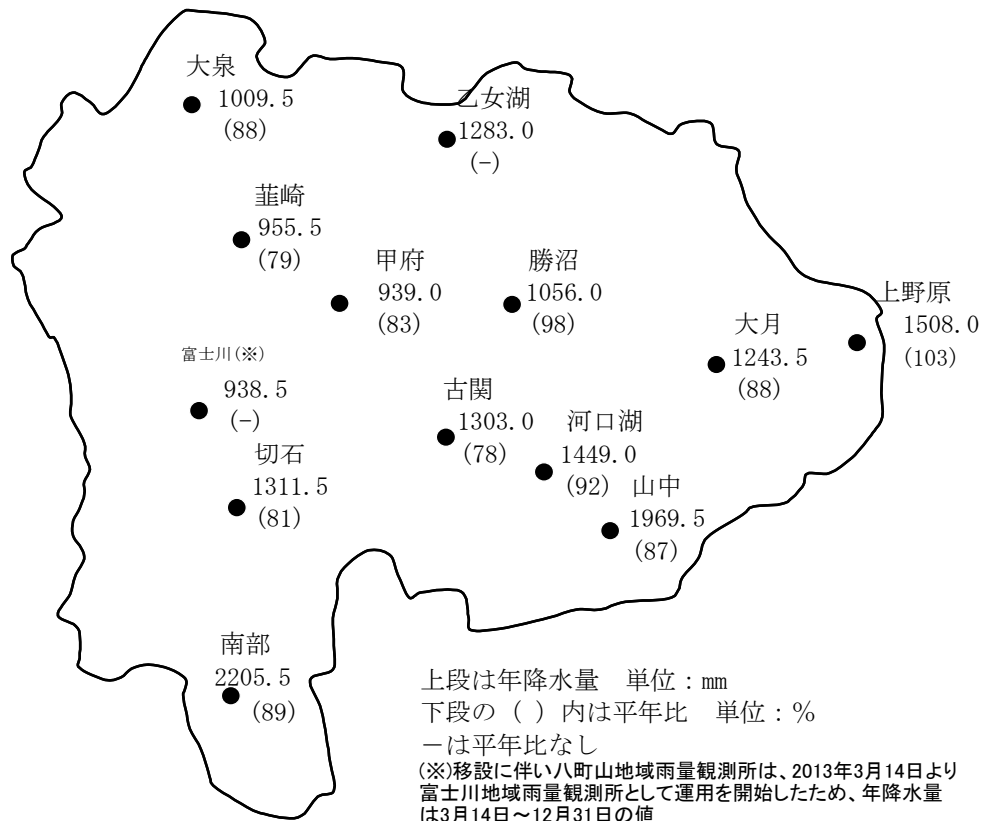 大泉
1009.5
(88)
乙女湖
1283.0
(-)
韮崎
955.5
(79)
甲府
939.0
(83)
勝沼
1056.0
(98)
上野原
1508.0
(103)
大月
1243.5
(88)
富士川(※)
938.5
(-)
古関
1303.0
(78)
河口湖
1449.0
(92)
切石
1311.5
(81)
山中
1969.5
(87)
南部
2205.5
(89)
上段は年降水量　単位：㎜
下段の（ ）内は平年比　単位：％
－は平年比なし
(※)移設に伴い八町山地域雨量観測所は、2013年3月14日より
富士川地域雨量観測所として運用を開始したため、年降水量
は3月14日～12月31日の値